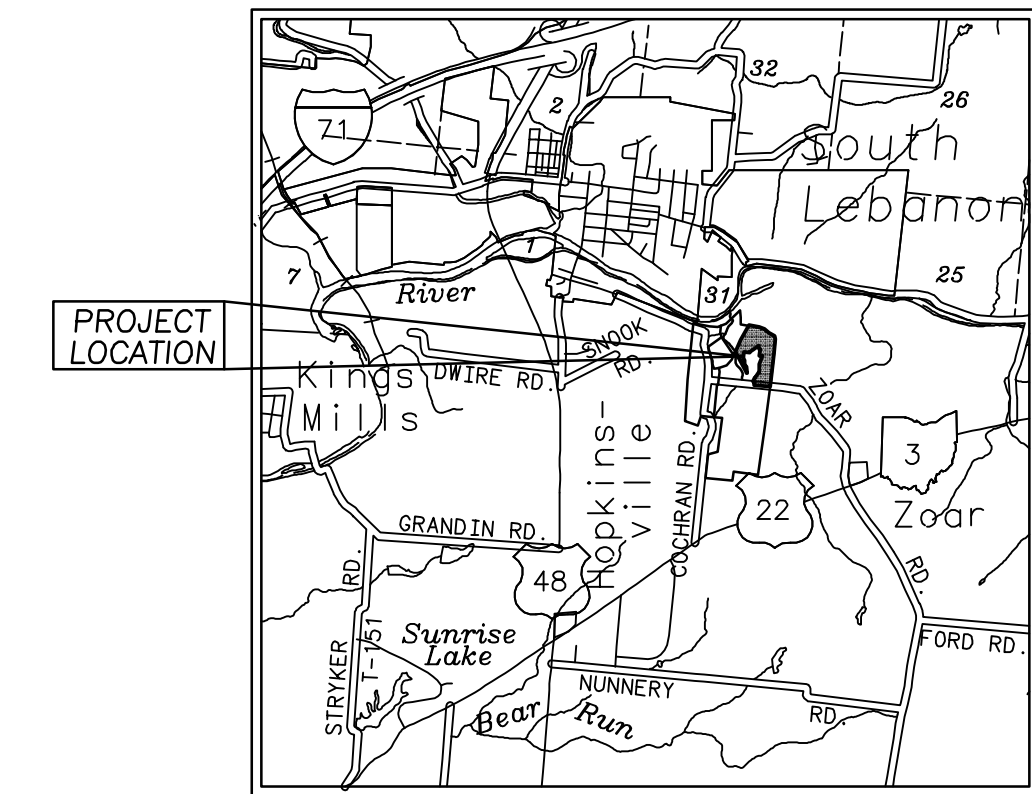 32
2
26
71
South
Lebanon
1
7
25
River
31
PROJECT
LOCATION
SNOOK
RD.
Kings
Mills
DWIRE RD.
ZOAR
RD.
Hopkins-
ville
COCHRAN RD.
3
22
Zoar
GRANDIN RD.
48
STRYKER
RD.
T-151
Sunrise
Lake
FORD RD.
NUNNERY
RD.
Bear Run